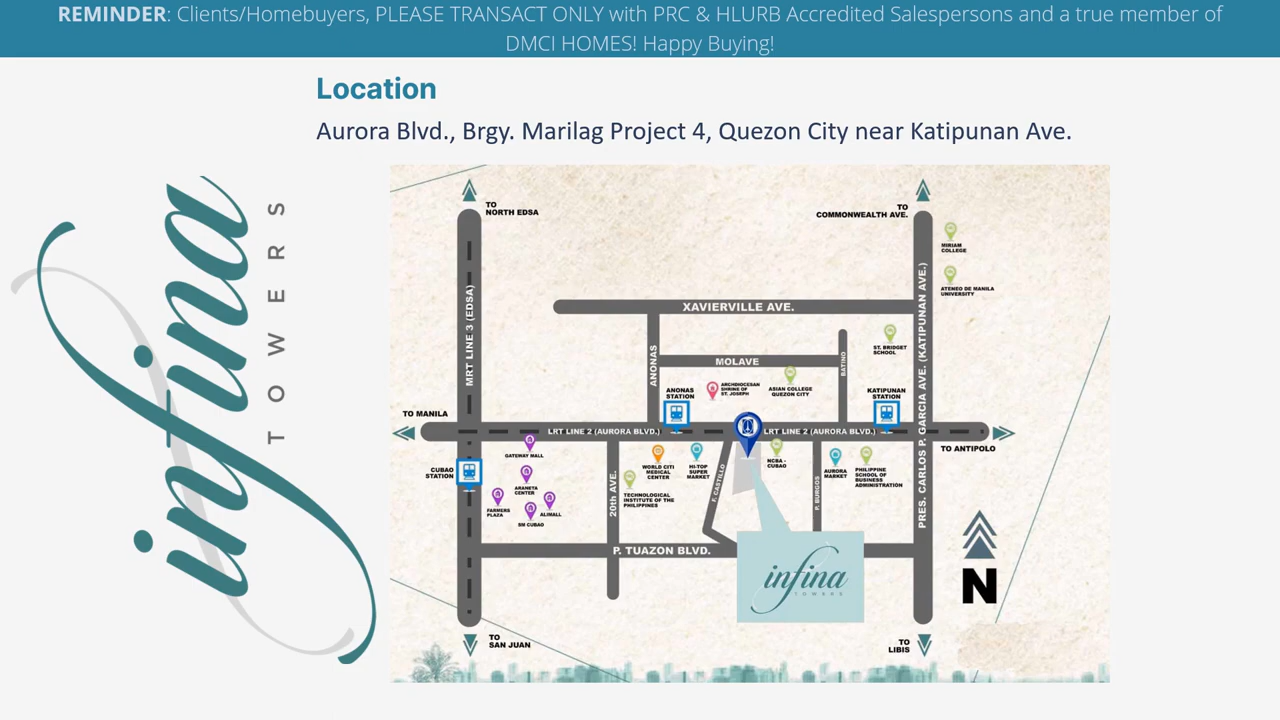 REMINDER: Clients/Homebuyers, PLEASE TRANSACT ONLY with PRC & HLURB Accredited Salespersons and a true member of
DMCI HOMES! Happy Buying!
Location
Aurora Blvd., Brgy. Marilag Project 4, Quezon City near Katipunan Ave.
infina
TOWERS
TO
NORTH EDSA
TO
COMMONWEALTH AVE.
MIRIAM
COLLEGE
ATENEO DE MANILA
UNIVERSITY
MRT LINE 3 (EDSA)
XAVIERVILLE AVE.
PRES. CARLOS P. GARCIA AVE. (KATIPUNAN AVE.)
ST. BRIDGET
SCHOOL
ANONAS
MOLAVE
BATINO
ANONAS
STATION
ARCHDIOCESAN
SHRINE OF
ST. JOSEPH
ASIAN COLLEGE
QUEZON CITY
KATIPUNAN
STATION
TO MANILA
LRT LINE 2 (AURORA BLVD.)
LRT LINE 2 (AURORA BLVD.)
TO ANTIPOLO
GATEWAY MALL
CUBAO
STATION
WORLD CITI
MEDICAL
CENTER
HI-TOP
SUPER
MARKET
NCBA -
CUBAO
AURORA
MARKET
PHILIPPINE
SCHOOL OF
BUSINESS
ADMINISTRATION
ARANETA
CENTER
20th AVE.
TECHNOLOGICAL
INSTITUTE OF THE
PHILIPPINES
F. CASTILLO
P. BURGOS
FARMERS
PLAZA
ALIMALL
SM CUBAO
P. TUAZON BLVD.
infina
TOWERS
N
TO
SAN JUAN
TO
LIBIS